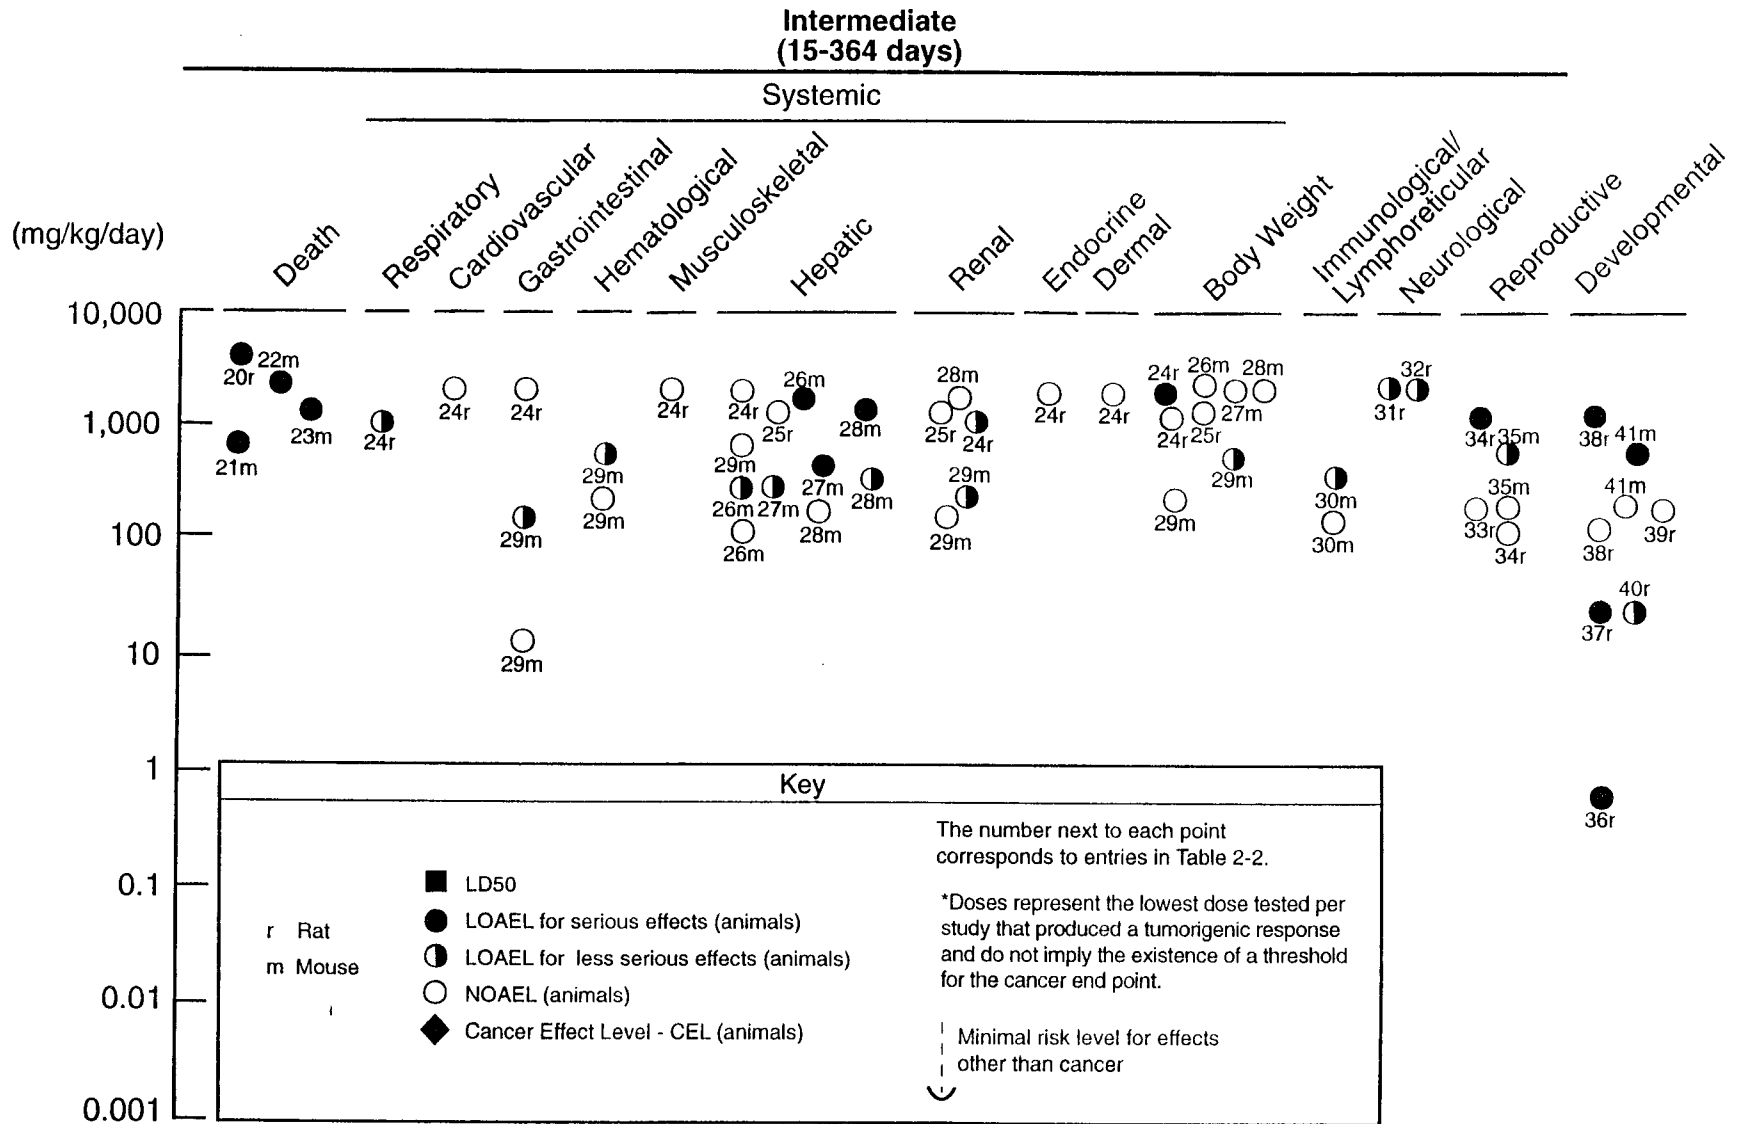 Intermediate
(15-364 days)
Systemic
(mg/kg/day)
Death
Respiratory
Cardiovascular
Gastrointestinal
Hematological
Musculoskeletal
Hepatic
Renal
Endocrine
Dermal
Body Weight
Immunological/
Lymphoreticular
Neurological
Reproductive
Developmental
10,000
1,000
100
10
1
0.1
0.01
0.001
20r
22m
23m
21m
24r
24r
24r
29m
29m
29m
29m
24r
24r
25r
26m
28m
29m
26m
27m
27m
28m
26m
28m
28m
25r
24r
29m
29m
24r
24r
24r
26m
28m
24r
25r
27m
29m
29m
30m
30m
31r
32r
34r
35m
35m
33r
34r
38r
41m
41m
38r
39r
40r
37r
36r
Key
r Rat
m Mouse
LD50
LOAEL for serious effects (animals)
LOAEL for less serious effects (animals)
NOAEL (animals)
Cancer Effect Level - CEL (animals)
The number next to each point
corresponds to entries in Table 2-2.
*Doses represent the lowest dose tested per
study that produced a tumorigenic response
and do not imply the existence of a threshold
for the cancer end point.
Minimal risk level for effects
other than cancer